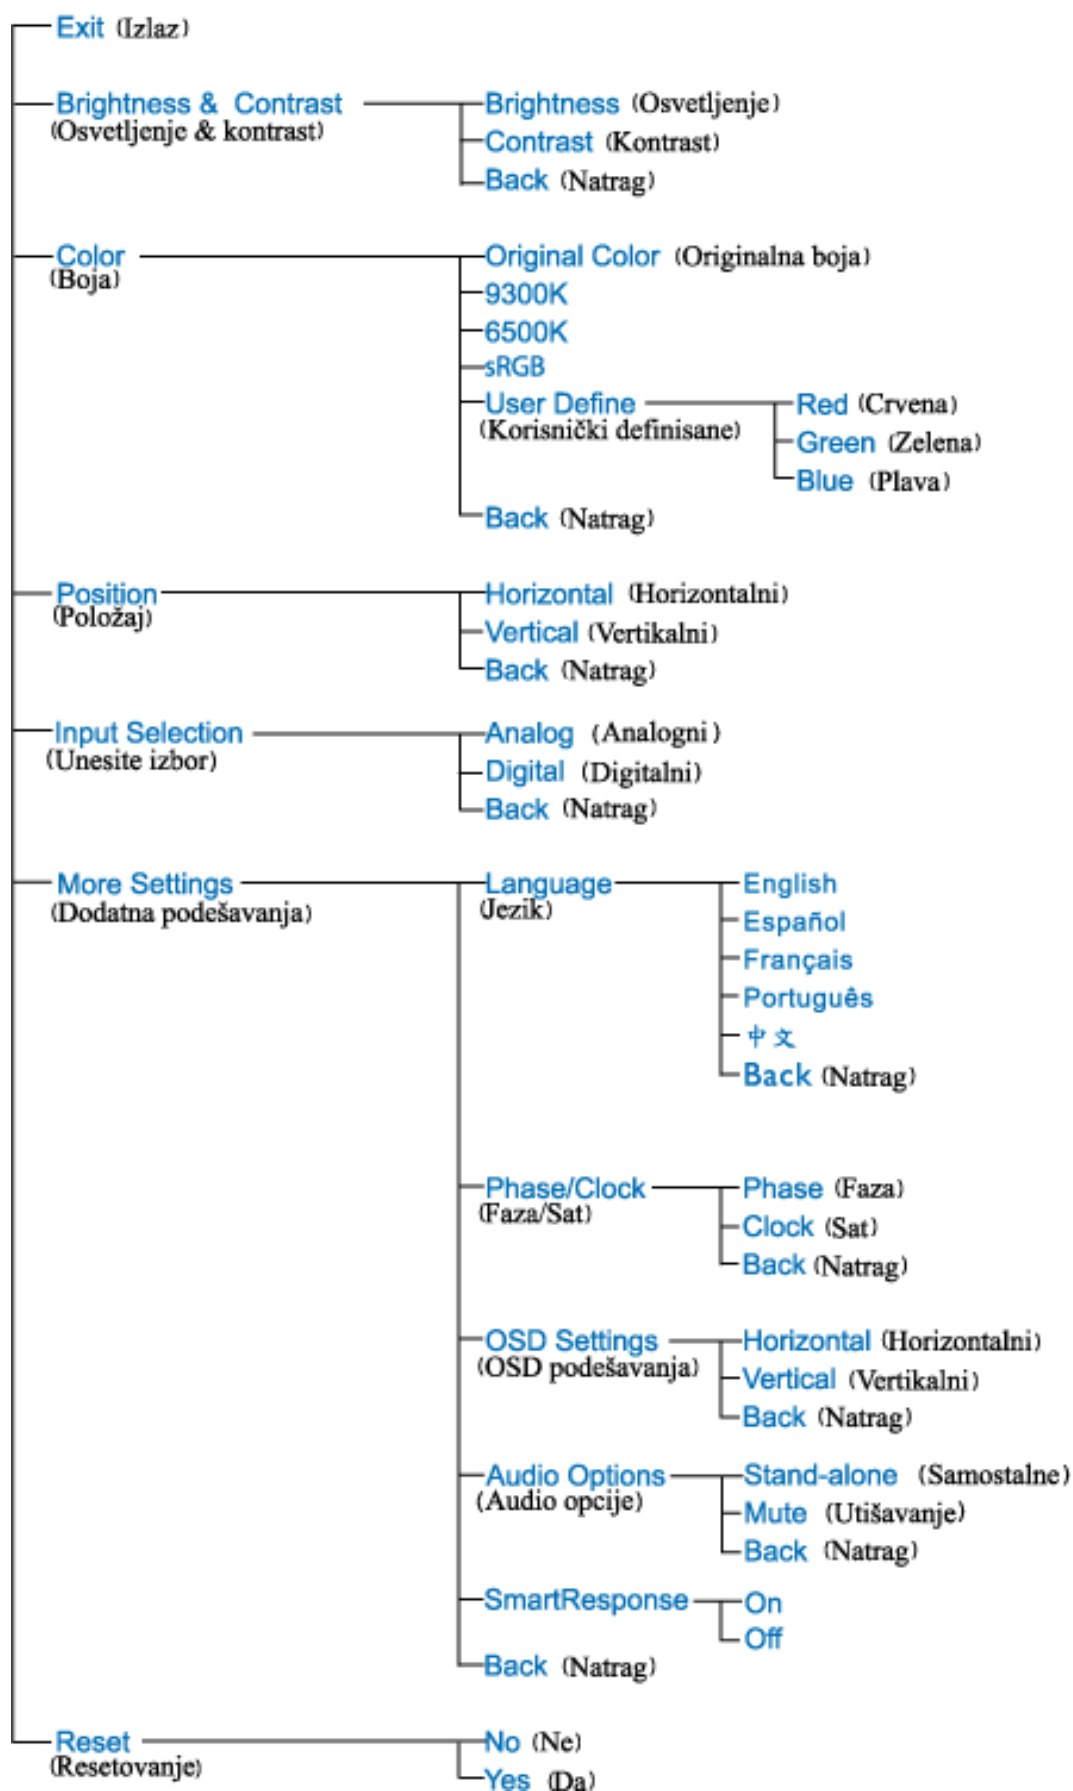 Exit (Izlaz)
Brightness & Contrast
(Osvetljenje & kontrast)
Brightness (Osvetljenje)
Contrast (Kontrast)
Back (Natrag)
Color
(Boja)
Original Color (Originalna boja)
9300K
6500K
sRGB
User Define
(Korisnički definisane)
Red (Crvena)
Green (Zelena)
Blue (Plava)
Back (Natrag)
Position
(Položaj)
Horizontal (Horizontalni)
Vertical (Vertikalni)
Back (Natrag)
Input Selection
(Unesite izbor)
Analog (Analogni)
Digital (Digitalni)
Back (Natrag)
More Settings
(Dodatna podešavanja)
Language
(Jezik)
English
Español
Français
Português
中文
Back (Natrag)
Phase/Clock
(Faza/Sat)
Phase (Faza)
Clock (Sat)
Back (Natrag)
OSD Settings
(OSD podešavanja)
Horizontal (Horizontalni)
Vertical (Vertikalni)
Back (Natrag)
Audio Options
(Audio opcije)
Stand-alone (Samostalne)
Mute (Utišavanje)
Back (Natrag)
SmartResponse
On
Off
Back (Natrag)
Reset
(Resetovanje)
No (Ne)
Yes (Da)